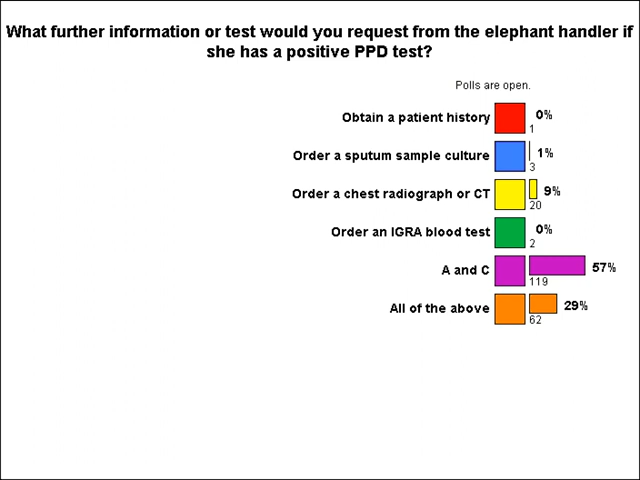 What further information or test would you request from the elephant handler if
she has a positive PPD test?
Polls are open.
Obtain a patient history 0%
1
Order a sputum sample culture 1%
3
Order a chest radiograph or CT 9%
20
Order an IGRA blood test 0%
2
A and C 57%
119
All of the above 29%
62